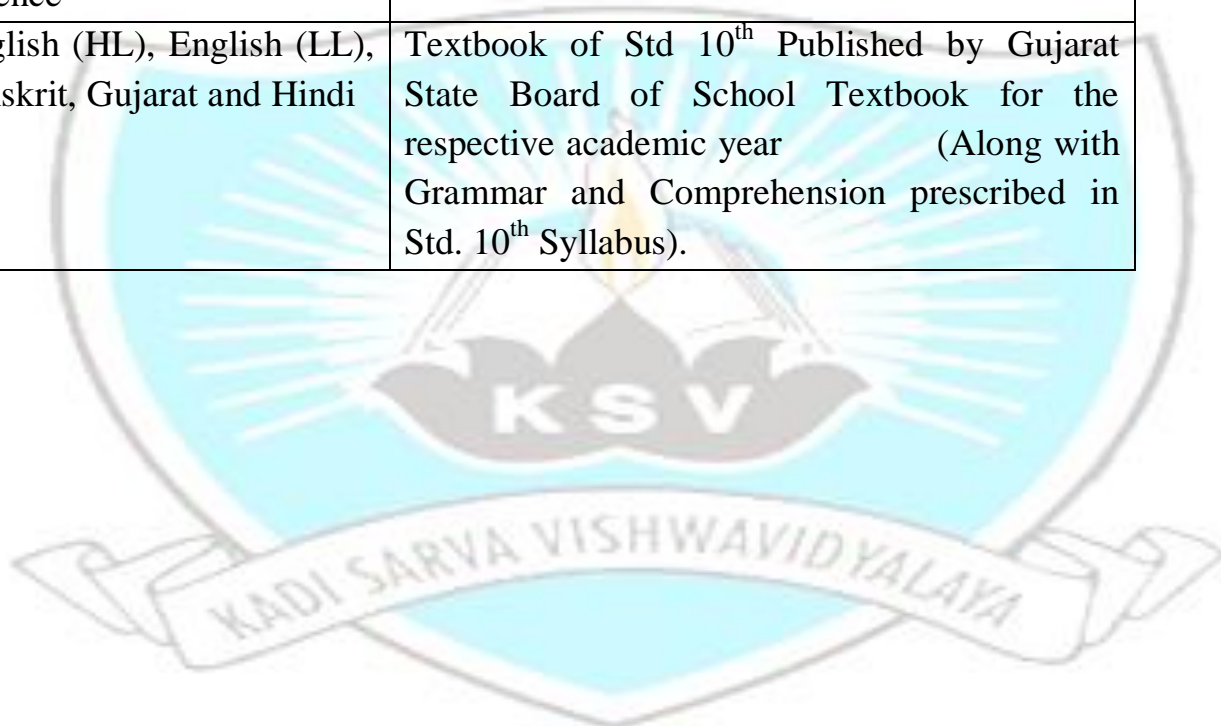 glish (HL), English (LL),
skrit, Gujarat and Hindi
Textbook of Std 10th Published by Gujarat
State Board of School Textbook for the
respective academic year (Along with
Grammar and Comprehension prescribed in
Std. 10th Syllabus).
KSV
KADI SARVA VISHWAVIDYALAYA